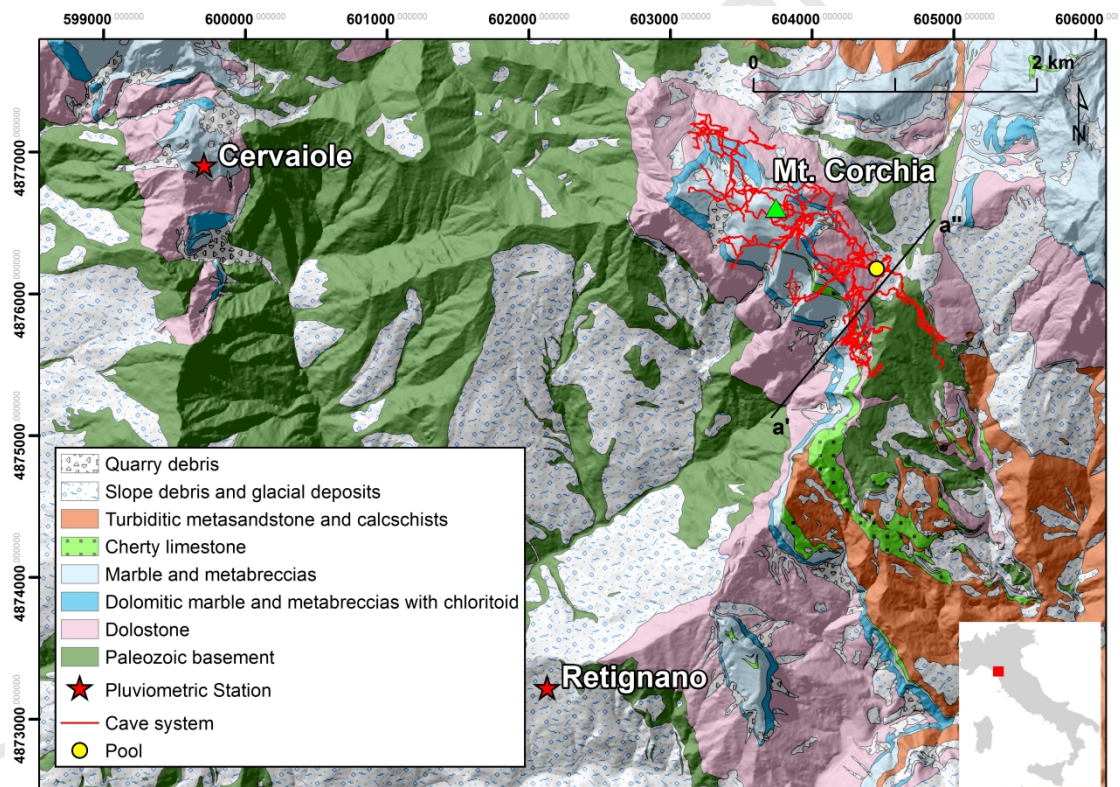 599000.000000 600000.000000 601000.000000 602000.000000 603000.000000 604000.000000 605000.000000 606000.000000
0 2 km
N
4877000.000000
Cervaiole
Mt. Corchia
a"
4876000.000000
4875000.000000
a'
Quarry debris
Slope debris and glacial deposits
Turbiditic metasandstone and calcschists
Cherty limestone
Marble and metabreccias
Dolomitic marble and metabreccias with chloritoid
Dolostone
Paleozoic basement
Pluviometric Station
Cave system
Pool
4874000.000000
Retignano
4873000.000000